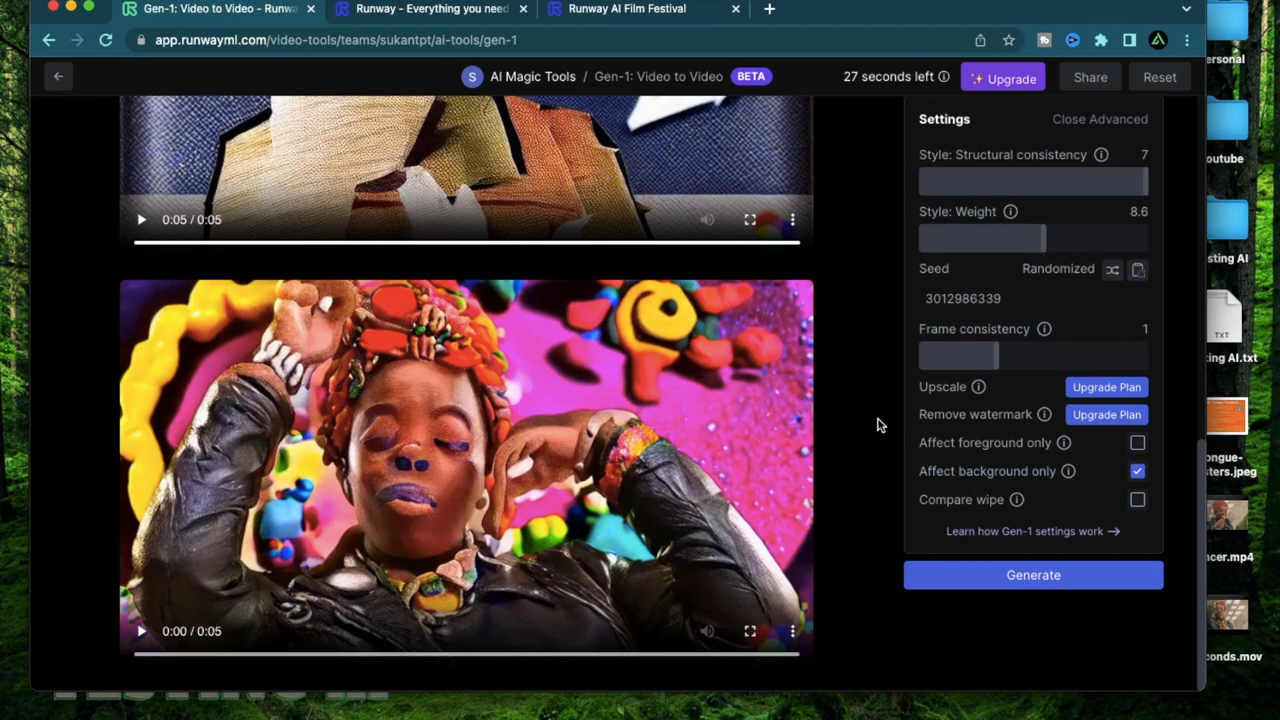 Gen-1: Video to Video - Runwa
Runway - Everything you need
Runway AI Film Festival
app.runwayml.com/video-tools/teams/sukantpt/ai-tools/gen-1
S AI Magic Tools / Gen-1: Video to Video BETA
27 seconds left
Upgrade
Share
Reset
Settings
Close Advanced
Style: Structural consistency 7
Style: Weight 8.6
Seed Randomized
3012986339
Frame consistency 1
Upscale Upgrade Plan
Remove watermark Upgrade Plan
Affect foreground only
Affect background only
Compare wipe
Learn how Gen-1 settings work →
Generate
0:05 / 0:05
0:00 / 0:05
ersonal
outube
sting AI
TXT
ting AI.txt
ongue-
sters.jpeg
ncer.mp4
conds.mov